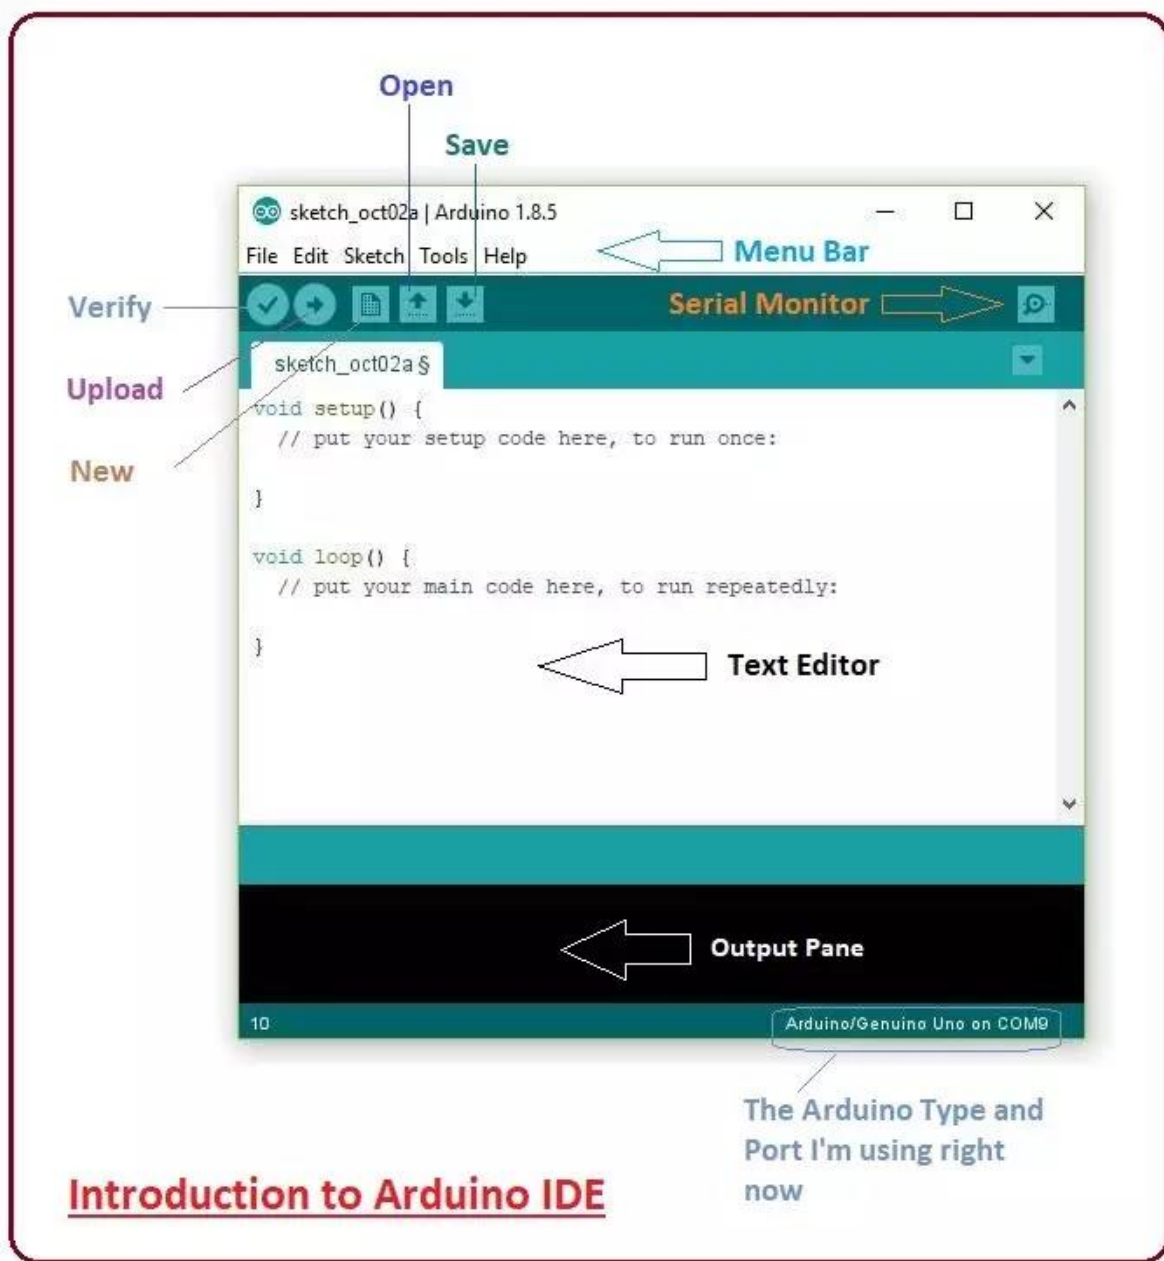 Open
Save
sketch_oct02a | Arduino 1.8.5
File Edit Sketch Tools Help
Menu Bar
Verify
Serial Monitor
sketch_oct02a §
Upload
void setup() {
// put your setup code here, to run once:
New
}
void loop() {
// put your main code here, to run repeatedly:
}
Text Editor
Output Pane
10
Arduino/Genuino Uno on COM9
The Arduino Type and
Port I'm using right
now
Introduction to Arduino IDE